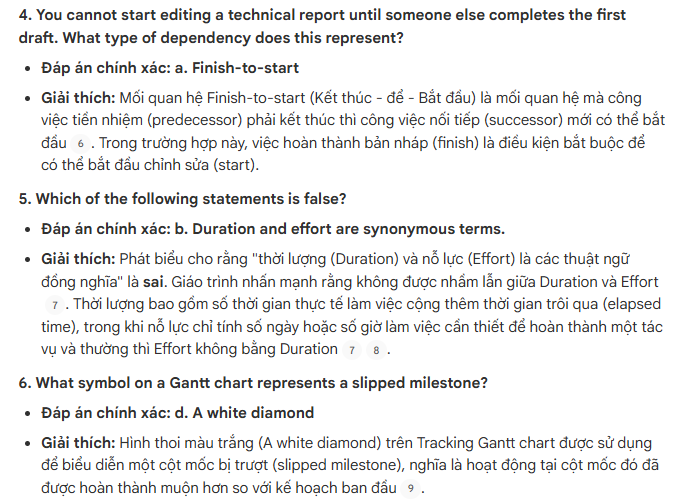 4. You cannot start editing a technical report until someone else completes the first
draft. What type of dependency does this represent?
• Đáp án chính xác: a. Finish-to-start
• Giải thích: Mối quan hệ Finish-to-start (Kết thúc - để - Bắt đầu) là mối quan hệ mà công
việc tiền nhiệm (predecessor) phải kết thúc thì công việc nối tiếp (successor) mới có thể bắt
đầu 6 . Trong trường hợp này, việc hoàn thành bản nháp (finish) là điều kiện bắt buộc để
có thể bắt đầu chỉnh sửa (start).
5. Which of the following statements is false?
• Đáp án chính xác: b. Duration and effort are synonymous terms.
• Giải thích: Phát biểu cho rằng "thời lượng (Duration) và nỗ lực (Effort) là các thuật ngữ
đồng nghĩa" là sai. Giáo trình nhấn mạnh rằng không được nhầm lẫn giữa Duration và Effort
7 . Thời lượng bao gồm số thời gian thực tế làm việc cộng thêm thời gian trôi qua (elapsed
time), trong khi nỗ lực chỉ tính số ngày hoặc số giờ làm việc cần thiết để hoàn thành một tác
vụ và thường thì Effort không bằng Duration 7 8 .
6. What symbol on a Gantt chart represents a slipped milestone?
• Đáp án chính xác: d. A white diamond
• Giải thích: Hình thoi màu trắng (A white diamond) trên Tracking Gantt chart được sử dụng
để biểu diễn một cột mốc bị trượt (slipped milestone), nghĩa là hoạt động tại cột mốc đó đã
được hoàn thành muộn hơn so với kế hoạch ban đầu 9 .